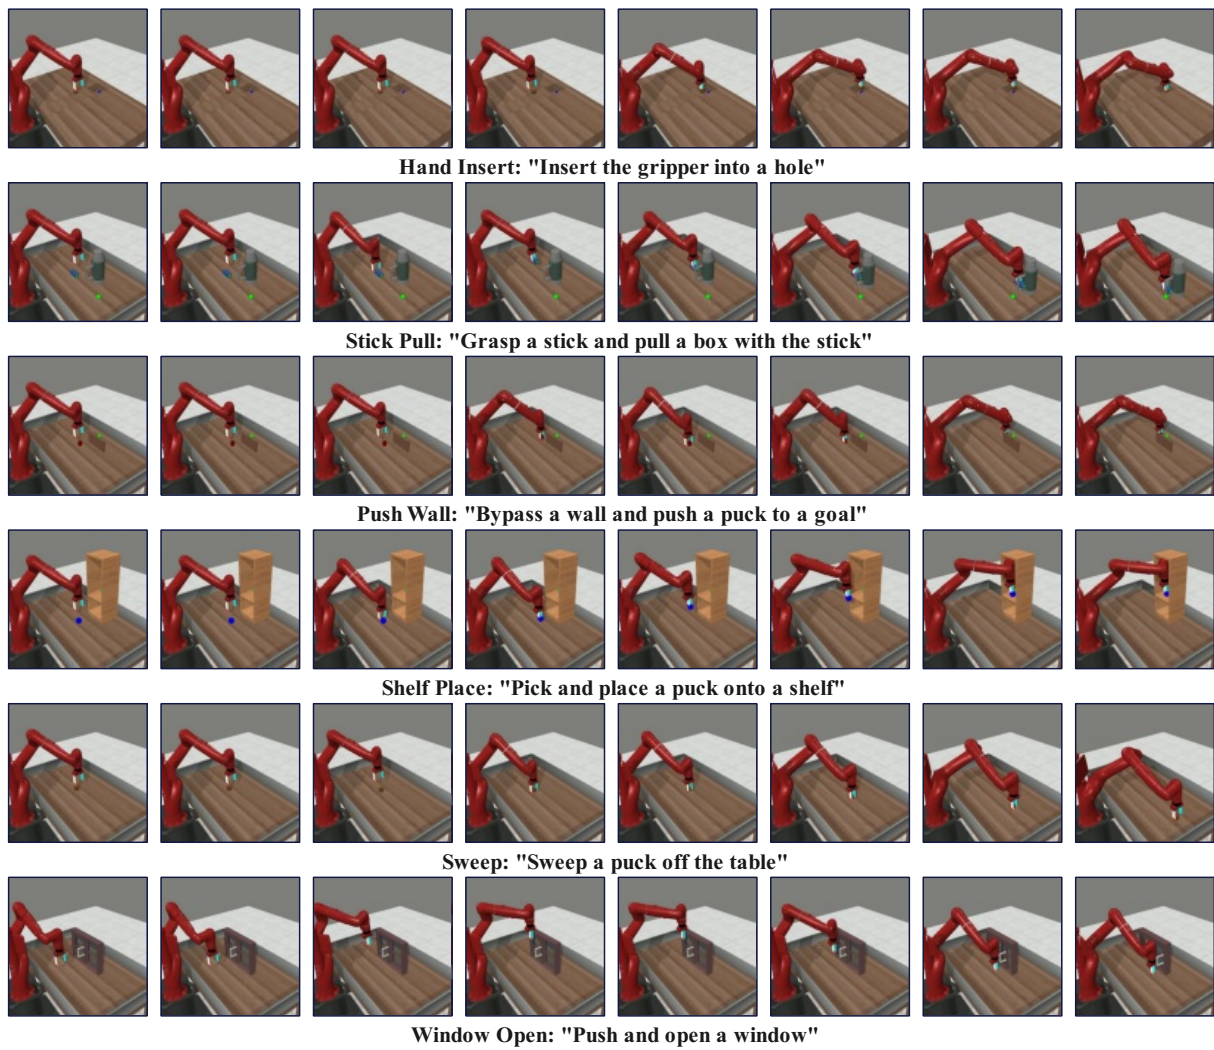 Hand Insert: "Insert the gripper into a hole"
Stick Pull: "Grasp a stick and pull a box with the stick"
Push Wall: "Bypass a wall and push a puck to a goal"
Shelf Place: "Pick and place a puck onto a shelf"
Sweep: "Sweep a puck off the table"
Window Open: "Push and open a window"